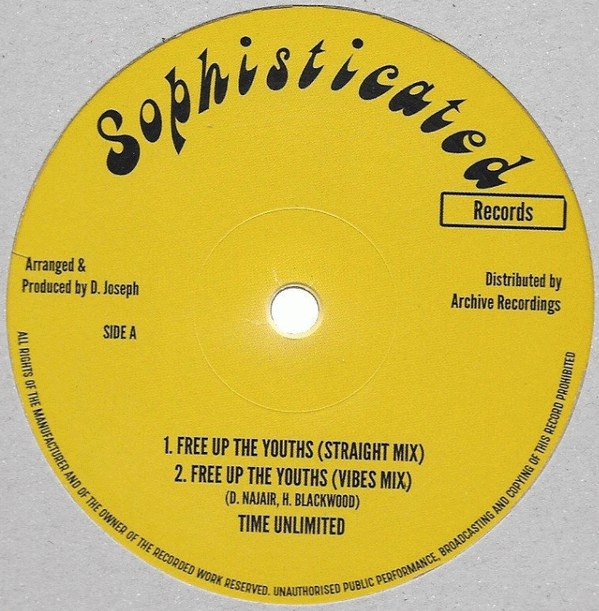 Sophisticated
Records
Arranged &
Produced by D. Joseph
Distributed by
Archive Recordings
SIDE A
1. FREE UP THE YOUTHS (STRAIGHT MIX)
2. FREE UP THE YOUTHS (VIBES MIX)
(D. NAJAIR, H. BLACKWOOD)
TIME UNLIMITED
ALL RIGHTS OF THE MANUFACTURER AND OF THE OWNER OF THE RECORDED WORK RESERVED. UNAUTHORISED PUBLIC PERFORMANCE, BROADCASTING AND COPYING OF THIS RECORD PROHIBITED